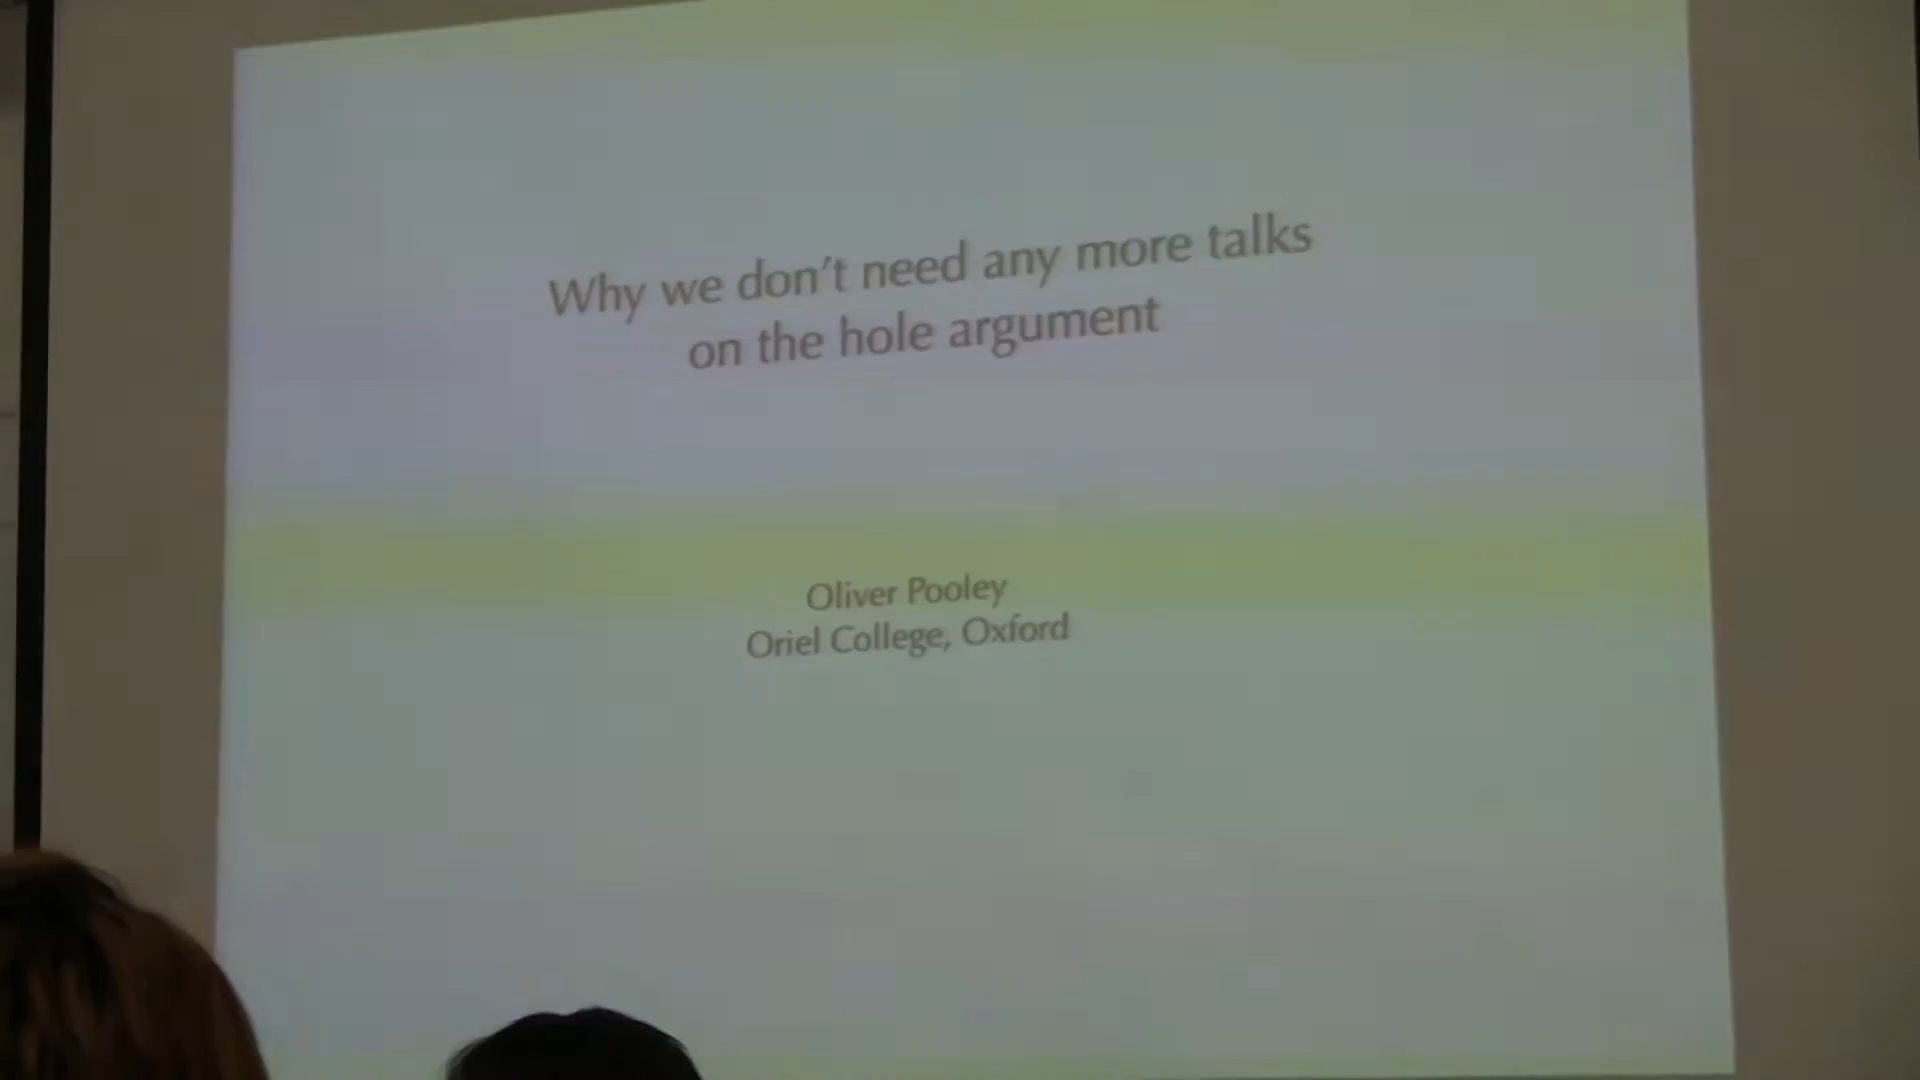 Why we don't need any more talks
on the hole argument
Oliver Pooley
Oriel College, Oxford